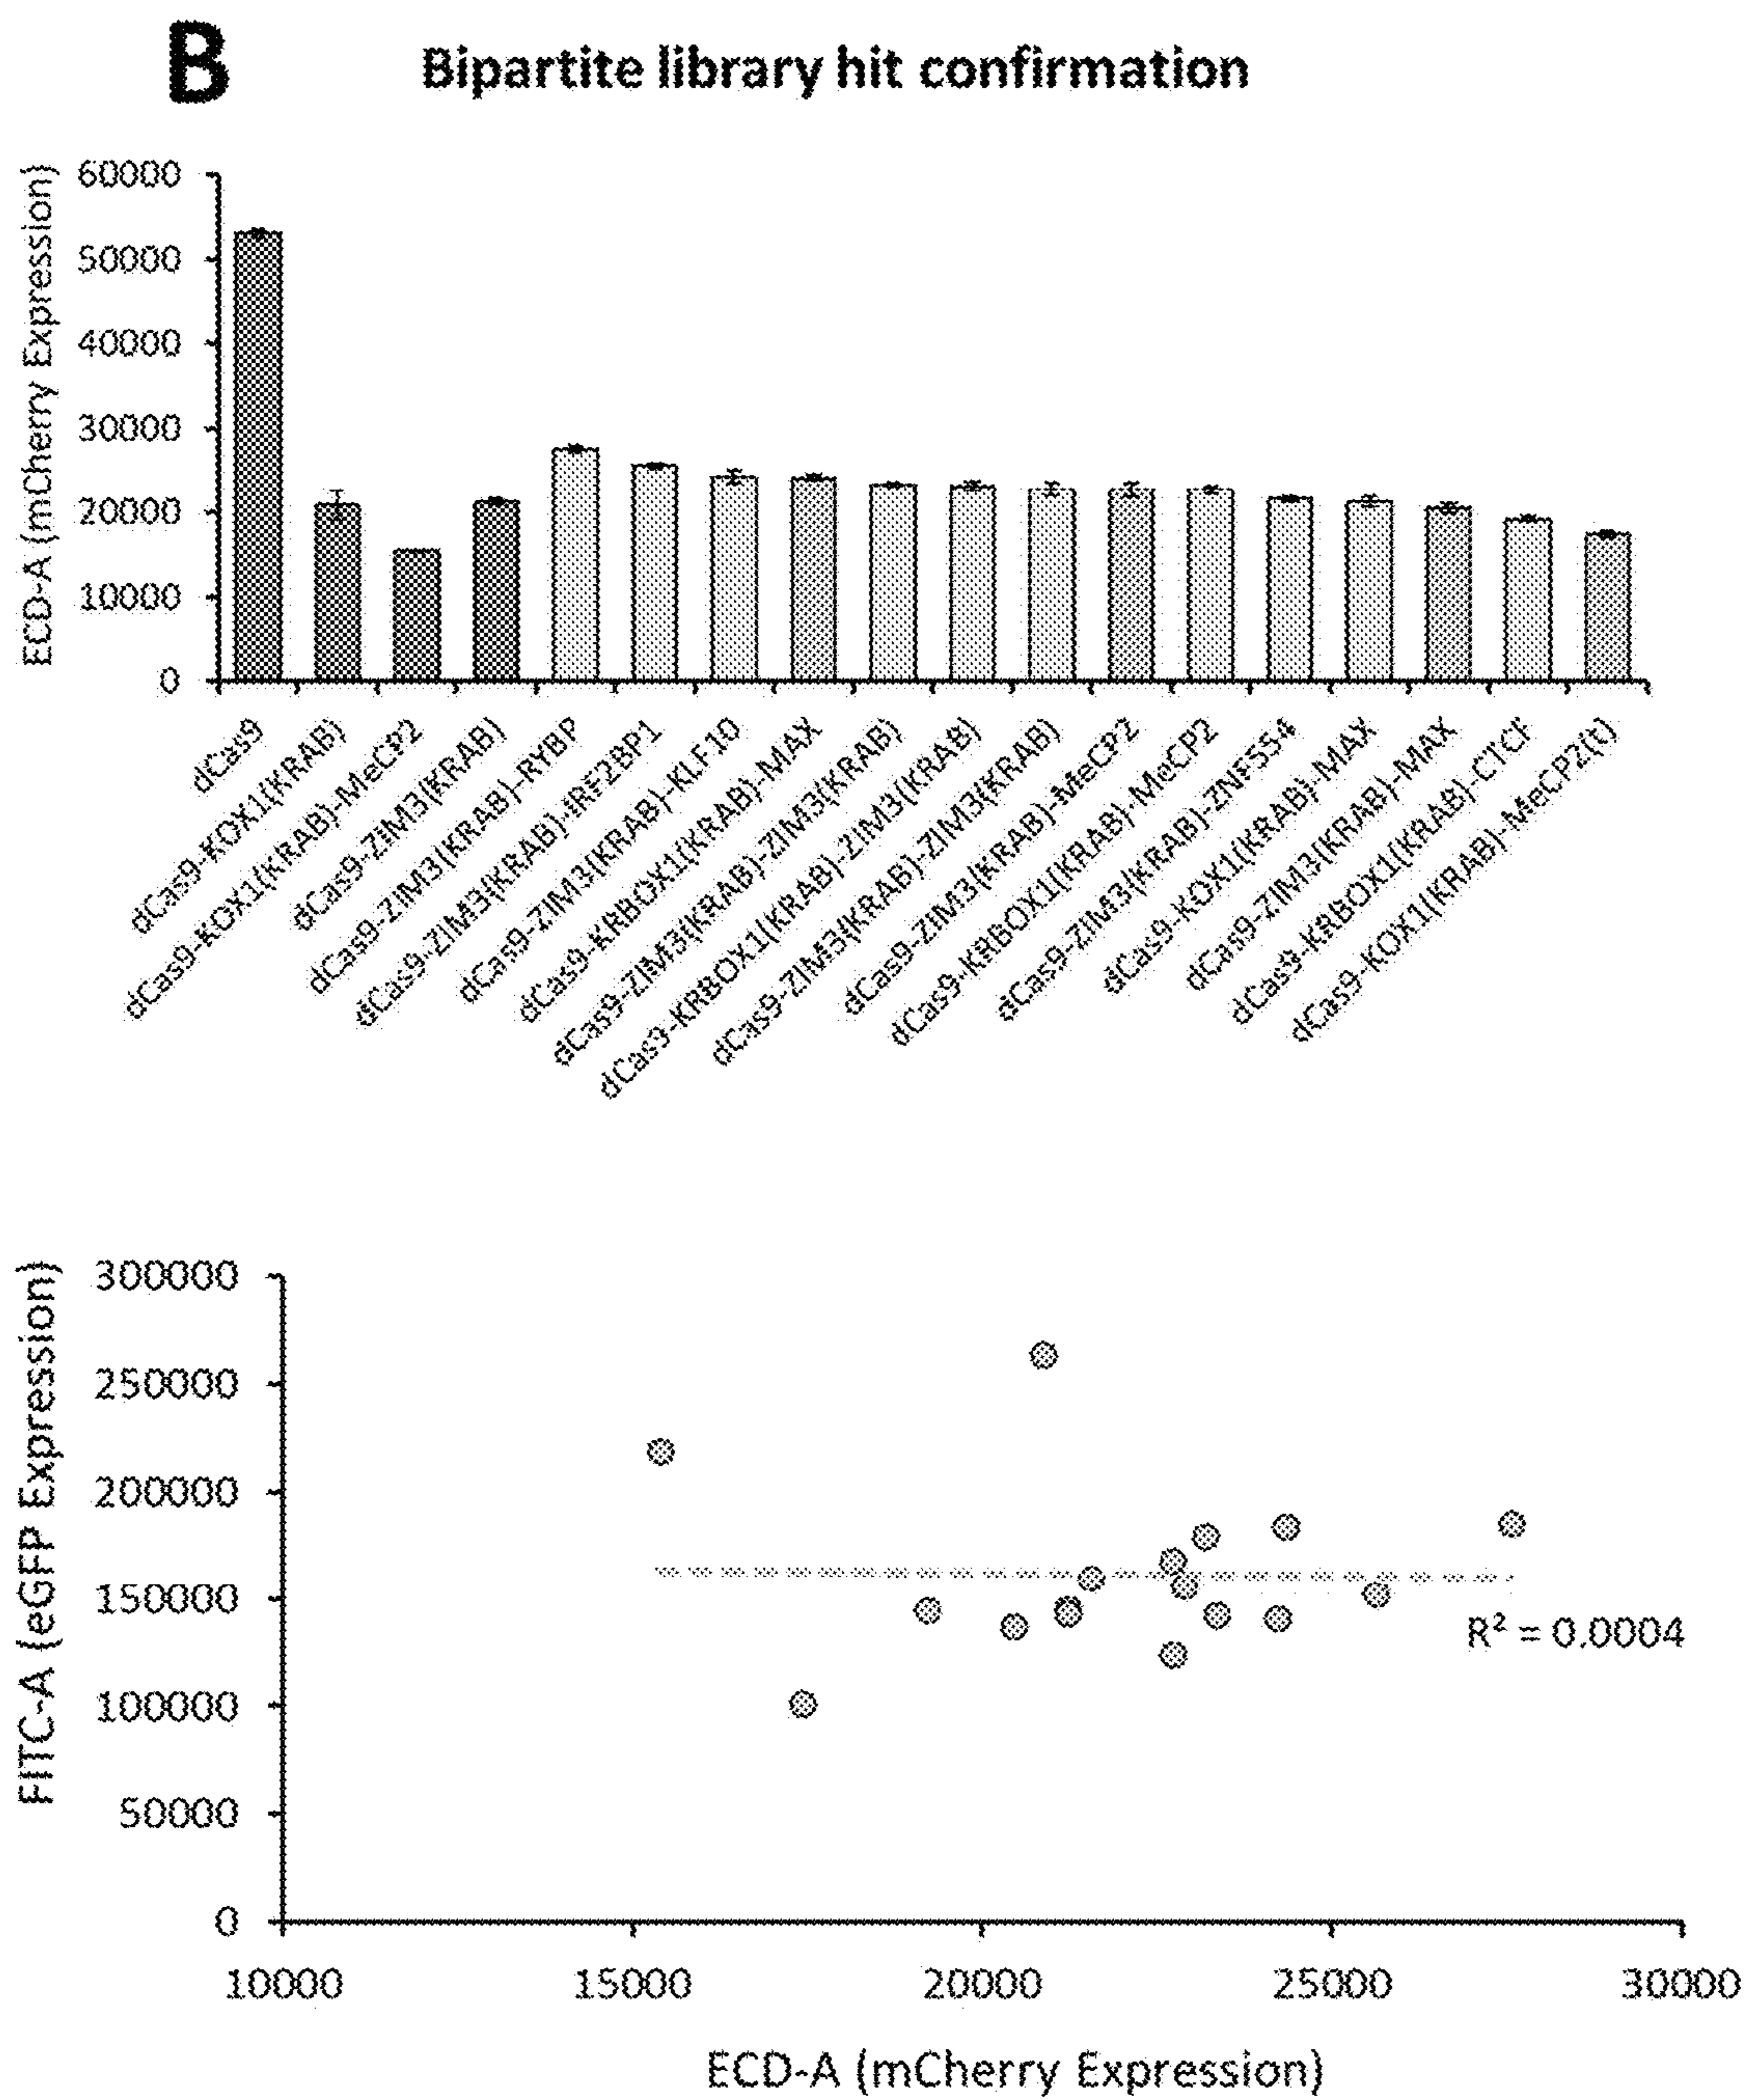 B Bipartite library hit confirmation
ECD-A (mCherry Expression)
60000
50000
40000
30000
20000
10000
0
dCas9
dCas9-KOX1(KRAB)
dCas9-KOX1(KRAB)-MeCP2
dCas9-ZIM3(KRAB)
dCas9-ZIM3(KRAB)-RYBP
dCas9-ZIM3(KRAB)-IRF2BP1
dCas9-ZIM3(KRAB)-KLF10
dCas9-KRBOX1(KRAB)-MAX
dCas9-ZIM3(KRAB)-ZIM3(KRAB)
dCas9-KRBOX1(KRAB)-ZIM3(KRAB)
dCas9-ZIM3(KRAB)-ZIM3(KRAB)
dCas9-ZIM3(KRAB)-MeCP2
dCas9-KRBOX1(KRAB)-MeCP2
dCas9-ZIM3(KRAB)-ZNF554
dCas9-KOX1(KRAB)-MAX
dCas9-ZIM3(KRAB)-MAX
dCas9-KRBOX1(KRAB)-CTCF
dCas9-KOX1(KRAB)-MeCP2(t)
FITC-A (eGFP Expression)
300000
250000
200000
150000
100000
50000
0
R² = 0.0004
10000 15000 20000 25000 30000
ECD-A (mCherry Expression)